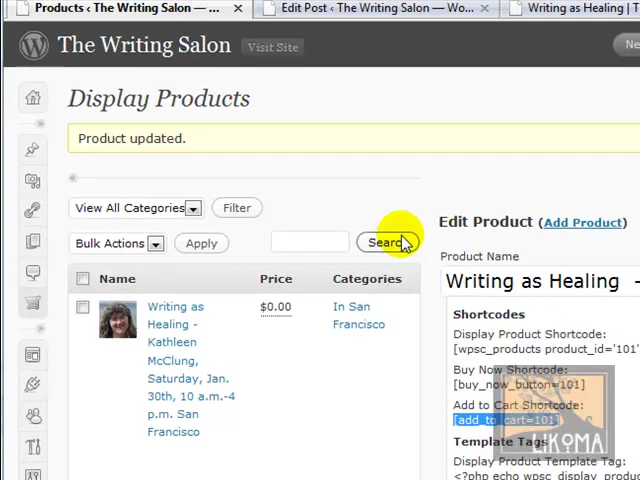 Products ‹ The Writing Salon — ...
Edit Post ‹ The Writing Salon — Wo...
Writing as Healing | T
The Writing Salon
Visit Site
Ne
Display Products
Product updated.
View All Categories
Filter
Bulk Actions
Apply
Search
Edit Product (Add Product)
Product Name
Writing as Healing -
Name
Price
Categories
Writing as
Healing -
Kathleen
McClung,
Saturday, Jan.
30th, 10 a.m.-4
p.m. San
Francisco
$0.00
In San
Francisco
Shortcodes
Display Product Shortcode:
[wpsc_products product_id='101'
Buy Now Shortcode:
[buy_now_button=101]
Add to Cart Shortcode:
[add_to_cart=101]
Template Tags
Display Product Template Tag:
<?php echo wpsc_display_produc
LIKOMA